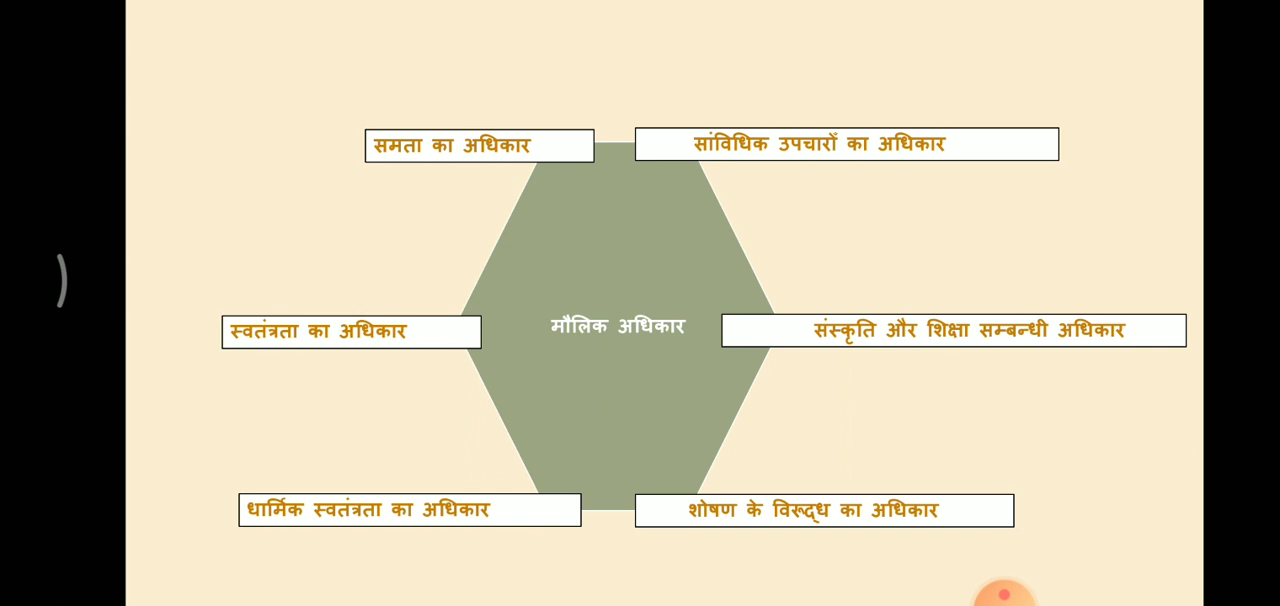 समता का अधिकार
सांविधिक उपचारों का अधिकार
स्वतंत्रता का अधिकार
मौलिक अधिकार
संस्कृति और शिक्षा सम्बन्धी अधिकार
धार्मिक स्वतंत्रता का अधिकार
शोषण के विरूद्ध का अधिकार